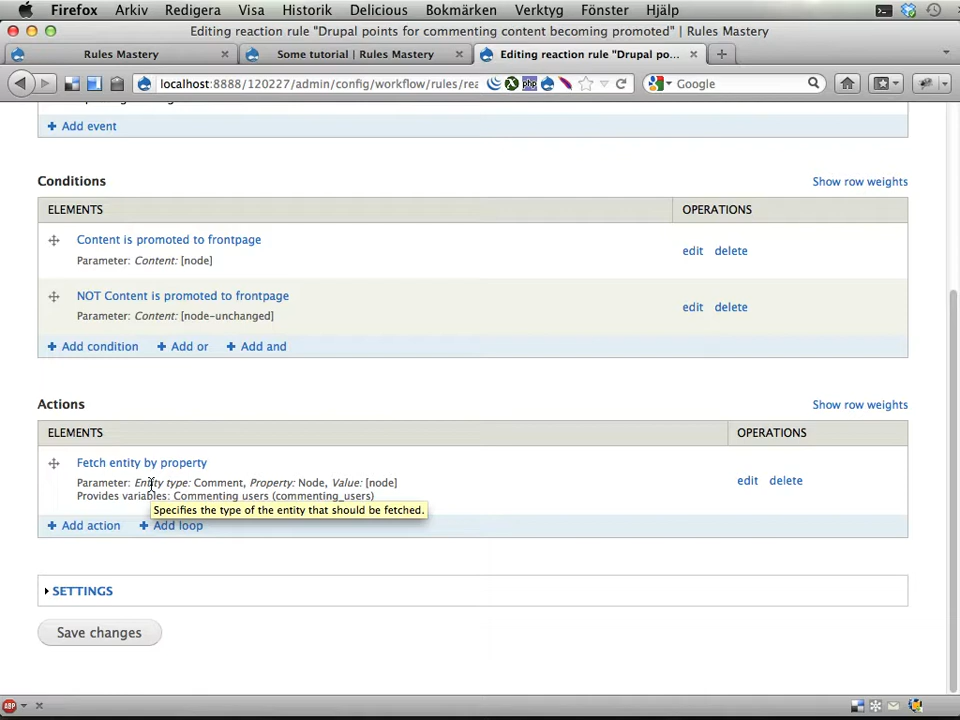 Firefox Arkiv Redigera Visa Historik Delicious Bokmärken Verktyg Fönster Hjälp
Editing reaction rule "Drupal points for commenting content becoming promoted" | Rules Mastery
Rules Mastery Some tutorial | Rules Mastery Editing reaction rule "Drupal po...
localhost:8888/120227/admin/config/workflow/rules/rea php Google
Add event
Conditions Show row weights
ELEMENTS OPERATIONS
Content is promoted to frontpage
Parameter: Content: [node]
edit delete
NOT Content is promoted to frontpage
Parameter: Content: [node-unchanged]
edit delete
Add condition Add or Add and
Actions Show row weights
ELEMENTS OPERATIONS
Fetch entity by property
Parameter: Entity type: Comment, Property: Node, Value: [node]
edit delete
Provides variables: Commenting users (commenting_users)
Specifies the type of the entity that should be fetched.
Add action Add loop
SETTINGS
Save changes
ABP